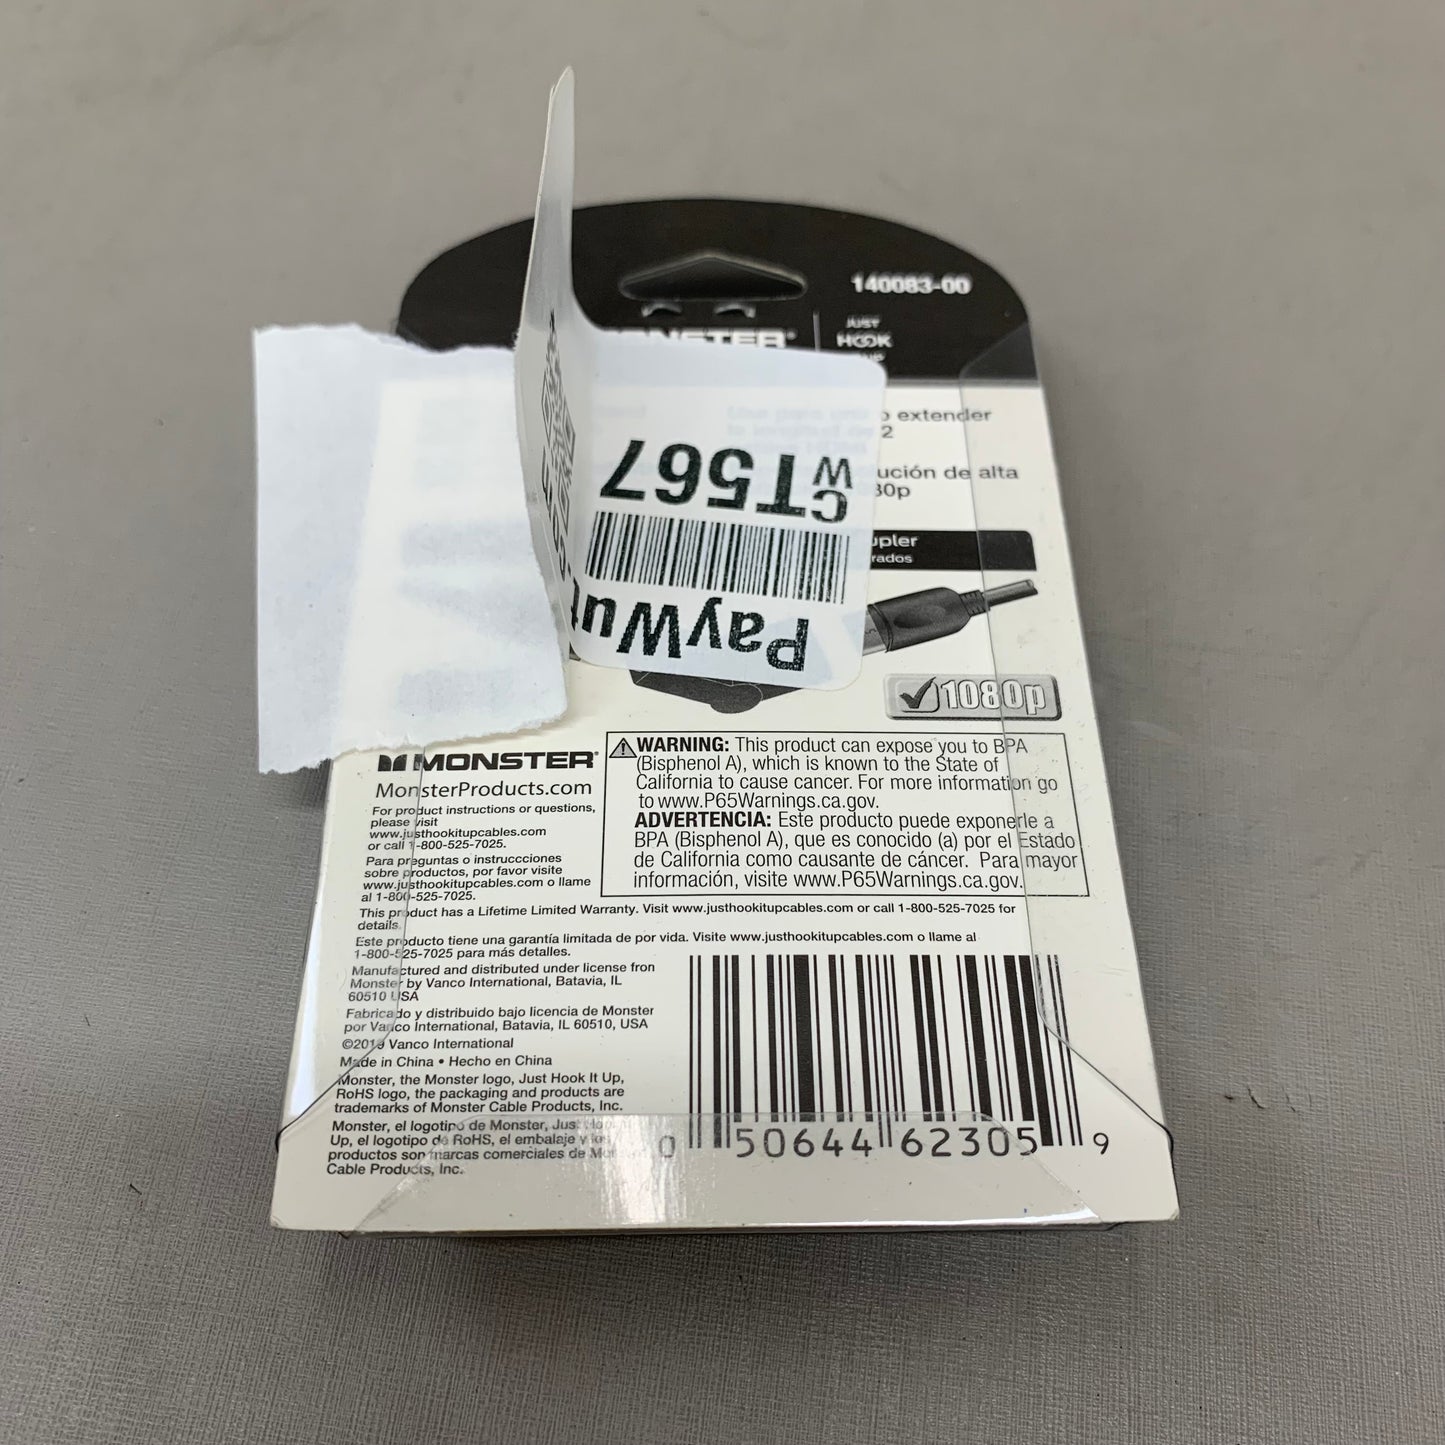 140083-00
MONSTER
JUST
HOOK
UP
extender
2
ución de alta
80p
upler
rados
CWT567
PayWut
1080p
MONSTER
MonsterProducts.com
For product instructions or questions,
please visit
www.justhookitupcables.com
or call 1-800-525-7025.
Para preguntas o instruccciones
sobre productos, por favor visite
www.justhookitupcables.com o llame
al 1-800-525-7025.
WARNING: This product can expose you to BPA
(Bisphenol A), which is known to the State of
California to cause cancer. For more information go
to www.P65Warnings.ca.gov.
ADVERTENCIA: Este producto puede exponerle a
BPA (Bisphenol A), que es conocido (a) por el Estado
de California como causante de cáncer. Para mayor
información, visite www.P65Warnings.ca.gov.
This product has a Lifetime Limited Warranty. Visit www.justhookitupcables.com or call 1-800-525-7025 for
details.
Este producto tiene una garantía limitada de por vida. Visite www.justhookitupcables.com o llame al
1-800-525-7025 para más detalles.
Manufactured and distributed under license fron
Monster by Vanco International, Batavia, IL
60510 USA
Fabricado y distribuido bajo licencia de Monster
por Vanco International, Batavia, IL 60510, USA
©2019 Vanco International
Made in China • Hecho en China
Monster, the Monster logo, Just Hook It Up,
RoHS logo, the packaging and products are
trademarks of Monster Cable Products, Inc.
Monster, el logotipo de Monster, Just Hook
Up, el logotipo de RoHS, el embalaje y los
productos son marcas comerciales de Monster
Cable Products, Inc.
0 50644 62305 9